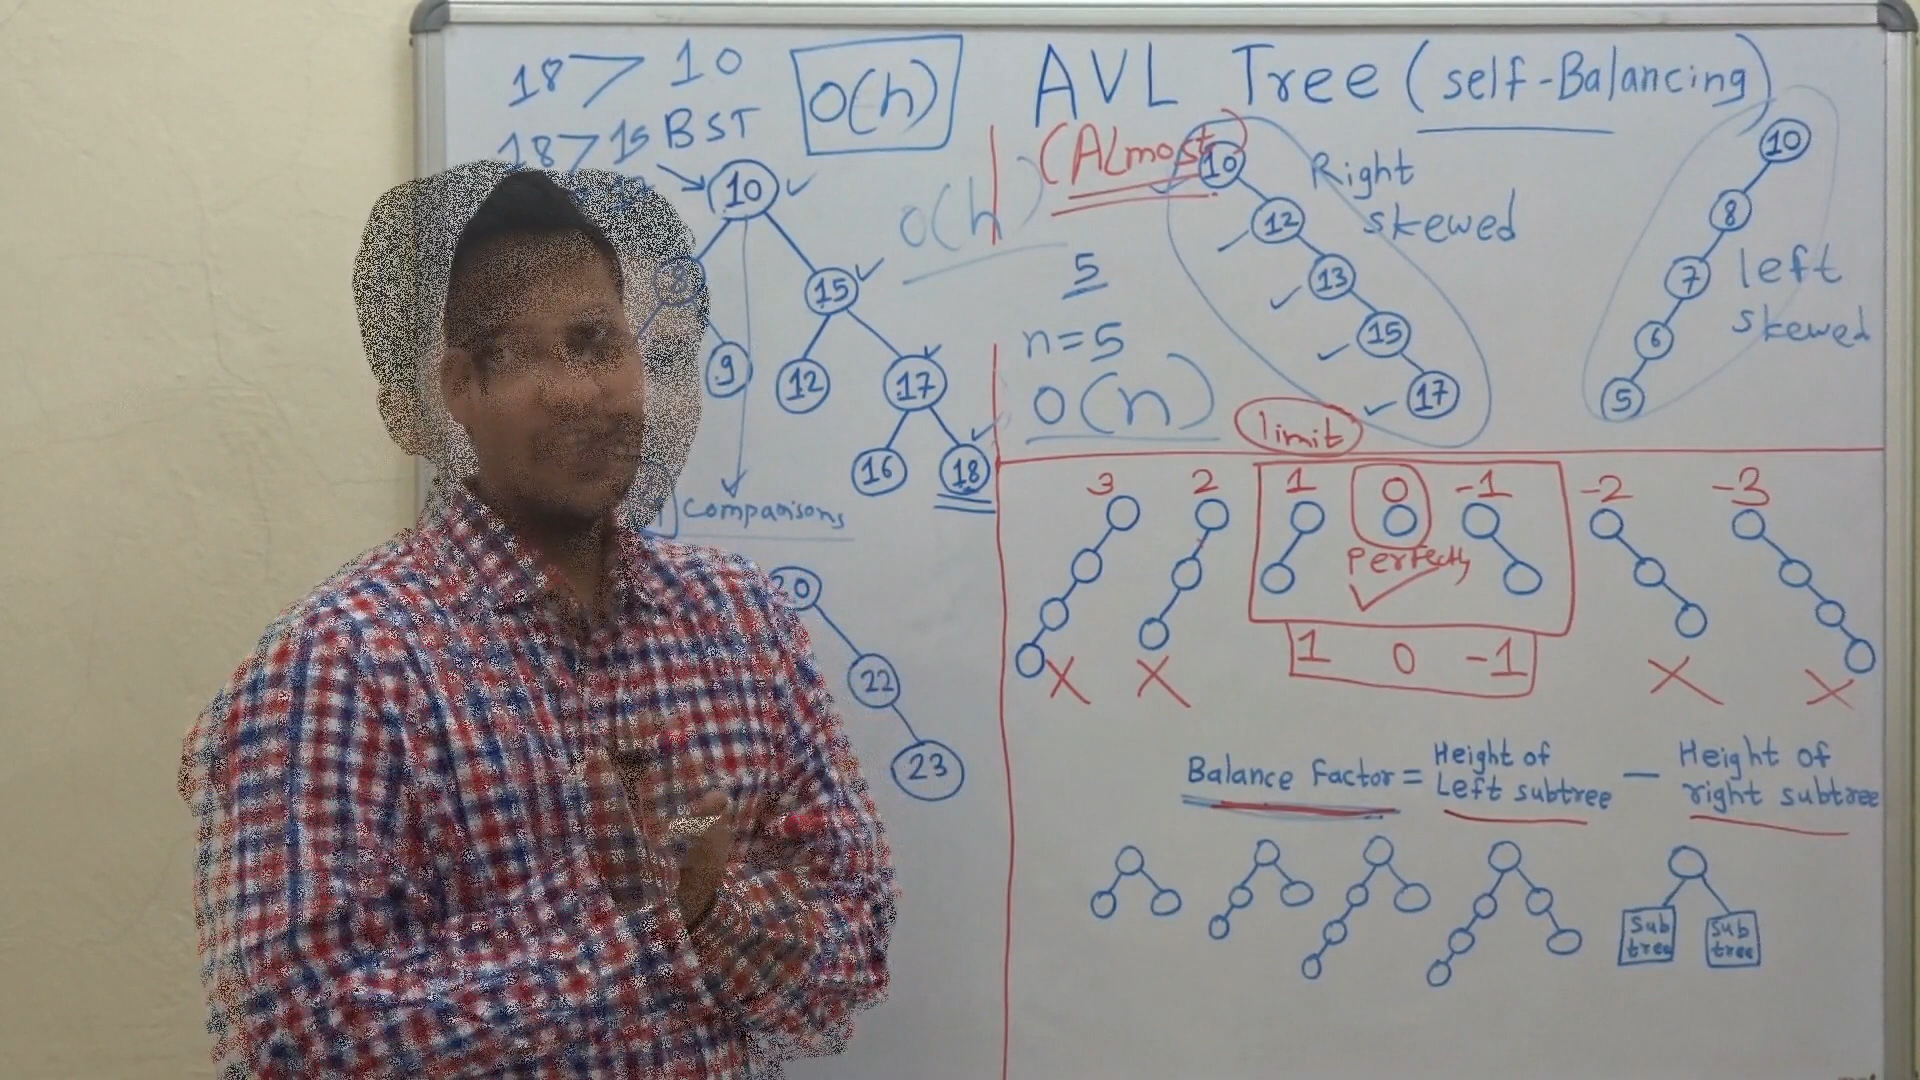 18 > 10
18 > 15
BST
O(h)
10
8
15
9
12
17
16
18
Comparisons
20
22
23
AVL Tree (self-Balancing)
(ALmost)
O(h)
5
n=5
O(n)
10
12
13
15
17
Right
skewed
10
8
7
6
5
left
skewed
limit
3 2 1 0 -1 -2 -3
Perfectly
X X X X
1 0 -1
Balance Factor = Height of Left subtree — Height of right subtree
Sub
tree
Sub
tree